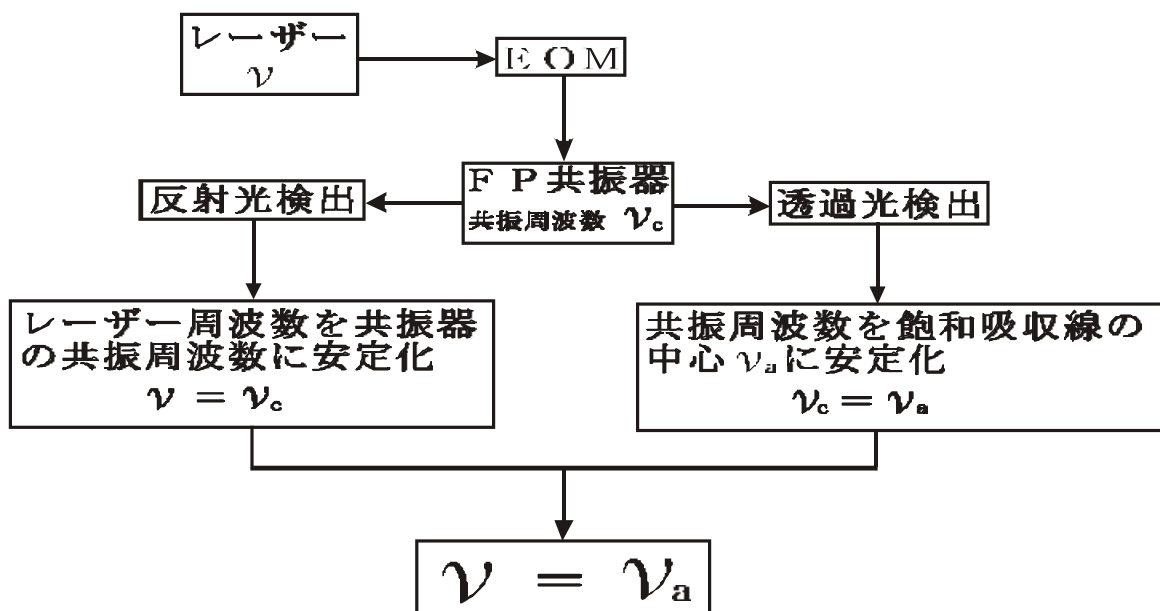 レーザー
ν
EOM
FP共振器
共振周波数 νc
反射光検出
透過光検出
レーザー周波数を共振器
の共振周波数に安定化
ν = νc
共振周波数を飽和吸収線の
中心νaに安定化
νc = νa
ν = νa